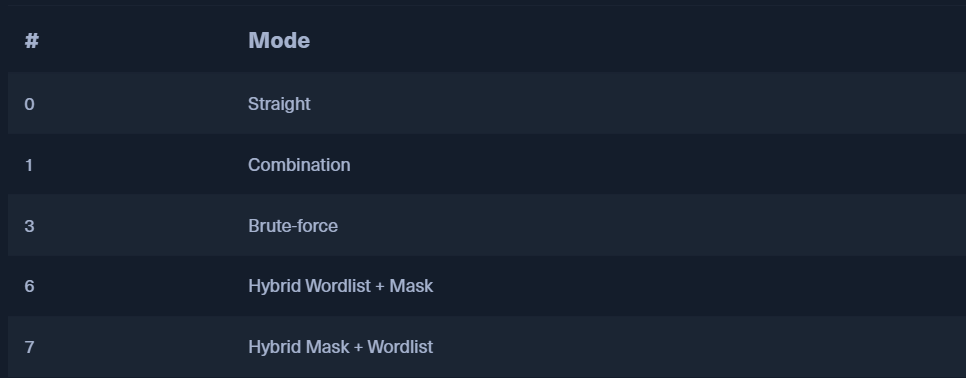 # Mode
0 Straight
1 Combination
3 Brute-force
6 Hybrid Wordlist + Mask
7 Hybrid Mask + Wordlist